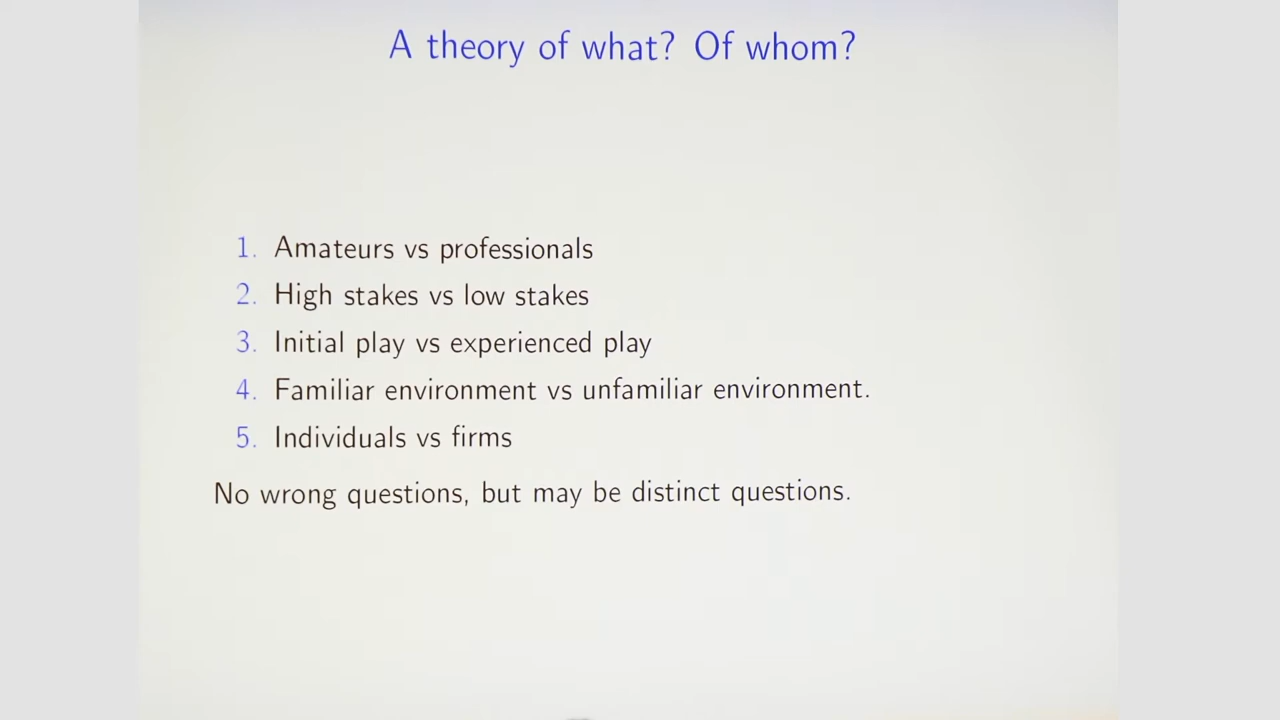 A theory of what? Of whom?
1. Amateurs vs professionals
2. High stakes vs low stakes
3. Initial play vs experienced play
4. Familiar environment vs unfamiliar environment.
5. Individuals vs firms
No wrong questions, but may be distinct questions.